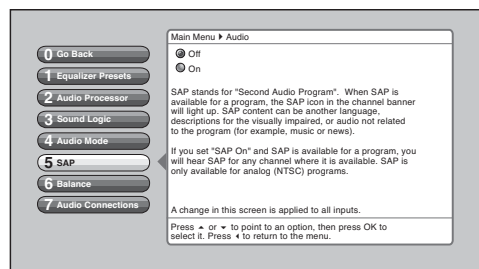 Main Menu ▸ Audio
0 Go Back
1 Equalizer Presets
2 Audio Processor
3 Sound Logic
4 Audio Mode
5 SAP
6 Balance
7 Audio Connections
Off
On
SAP stands for "Second Audio Program". When SAP is
available for a program, the SAP icon in the channel banner
will light up. SAP content can be another language,
descriptions for the visually impaired, or audio not related
to the program (for example, music or news).
If you set "SAP On" and SAP is available for a program, you
will hear SAP for any channel where it is available. SAP is
only available for analog (NTSC) programs.
A change in this screen is applied to all inputs.
Press ▴ or ▾ to point to an option, then press OK to
select it. Press ◂ to return to the menu.